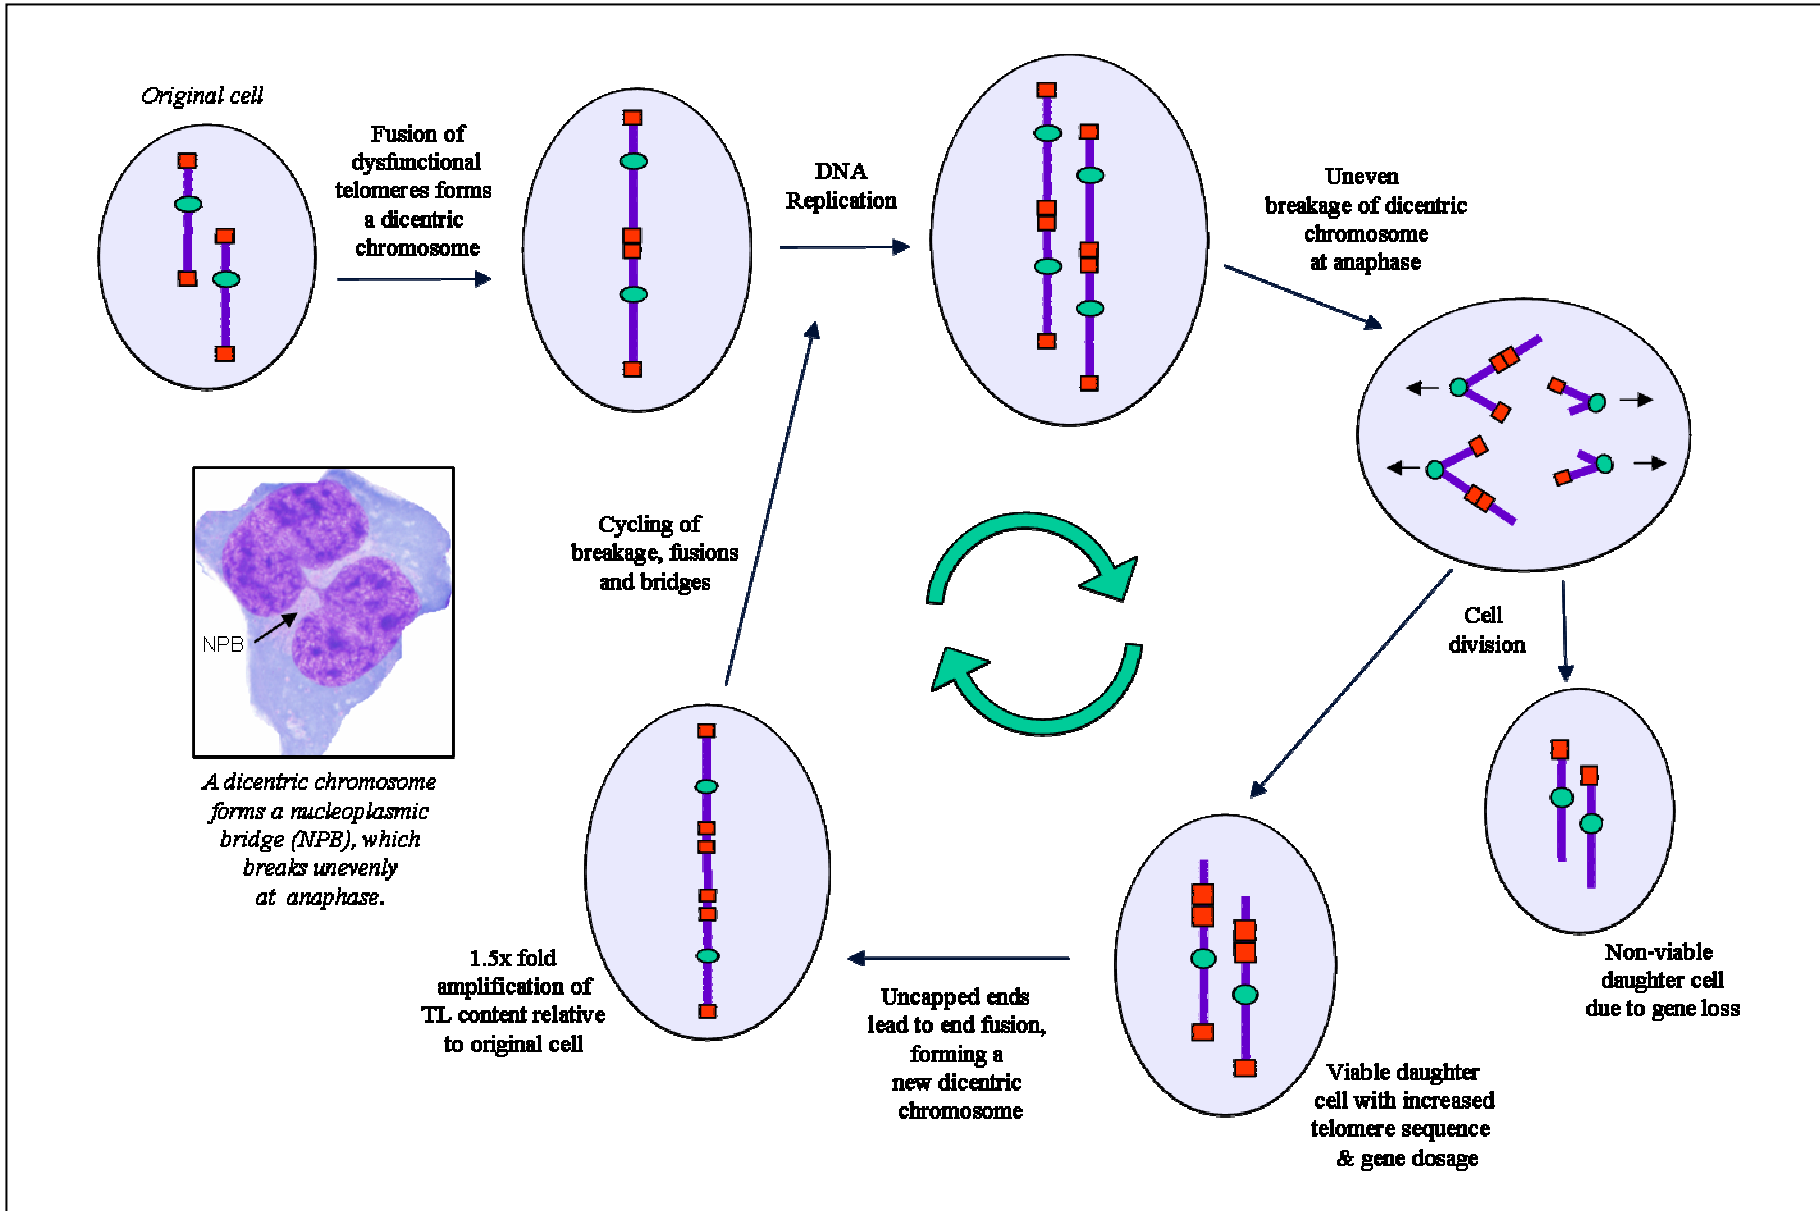 Original cell
Fusion of
dysfunctional
telomeres forms
a dicentric
chromosome
DNA
Replication
Uneven
breakage of dicentric
chromosome
at anaphase
Cell
division
Non-viable
daughter cell
due to gene loss
Viable daughter
cell with increased
telomere sequence
& gene dosage
Uncapped ends
lead to end fusion,
forming a
new dicentric
chromosome
1.5x fold
amplification of
TL content relative
to original cell
Cycling of
breakage, fusions
and bridges
NPB
A dicentric chromosome
forms a nucleoplasmic
bridge (NPB), which
breaks unevenly
at anaphase.